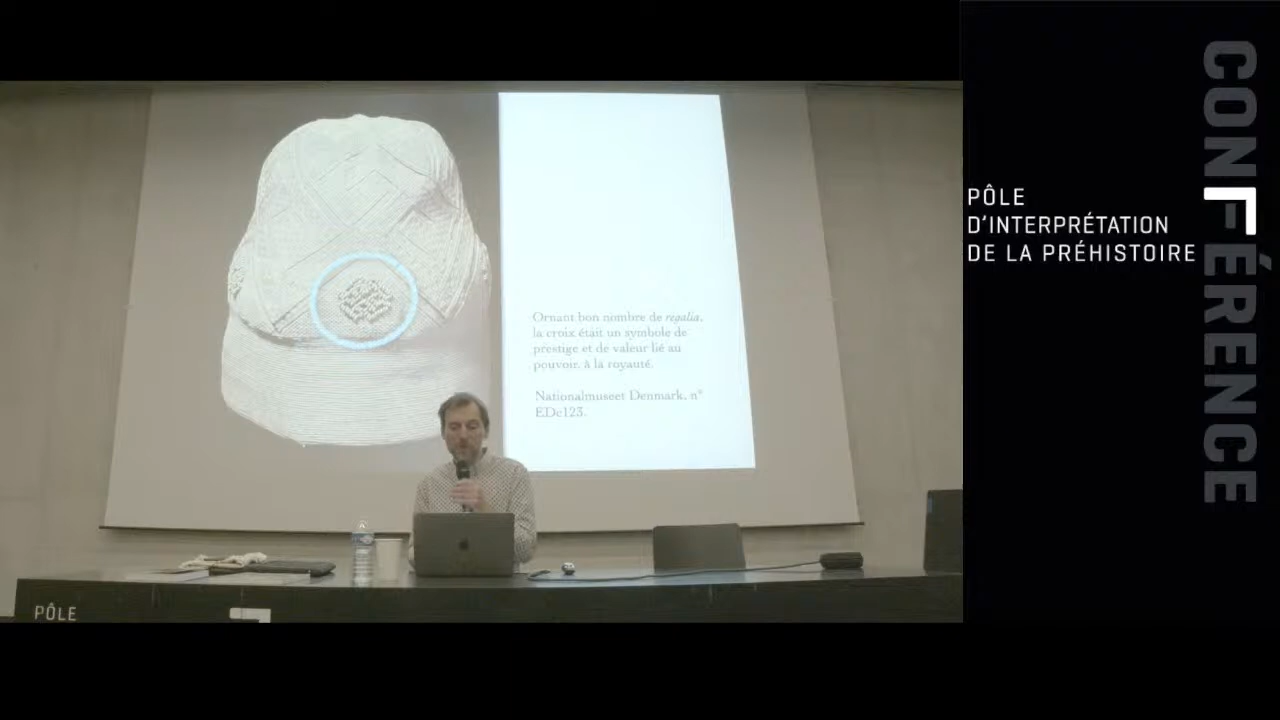 Ornant bon nombre de regalia,
la croix était un symbole de
prestige et de valeur lié au
pouvoir, à la royauté.
Nationalmuseet Denmark, n°
EDc123.
PÔLE
PÔLE
D'INTERPRÉTATION
DE LA PRÉHISTOIRE
CONFÉRENCE